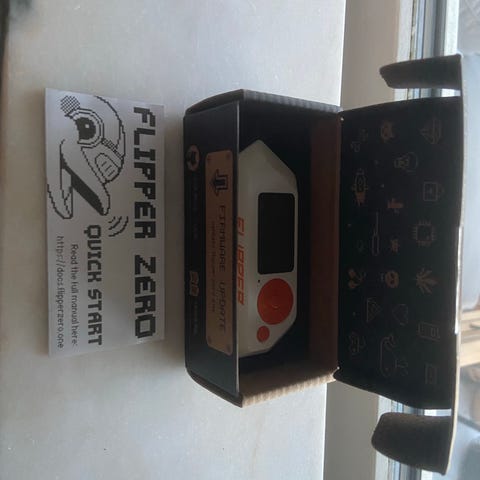 FLIPPER ZERO
QUICK START
Read the full manual here:
https://docs.flipperzero.one
FLIPPER
FIRMWARE UPDATE